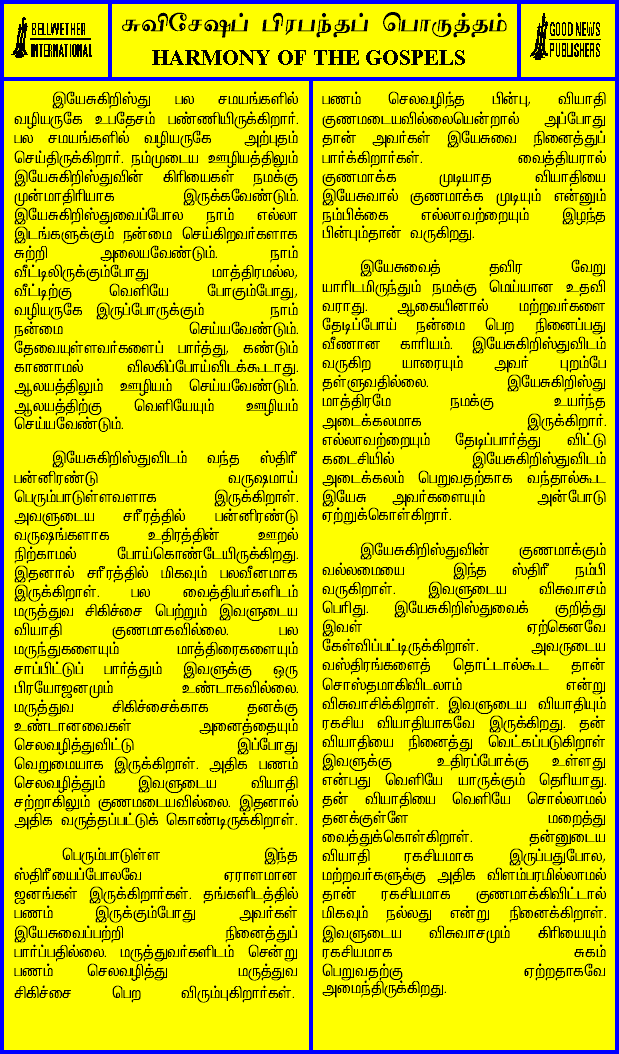 BELLWETHER
INTERNATIONAL
சுவிசேஷப் பிரபந்தப் பொருத்தம்
HARMONY OF THE GOSPELS
GOOD NEWS
PUBLISHERS
இயேசுகிறிஸ்து பல சமயங்களில்
வழியருகே உபதேசம் பண்ணியிருக்கிறார்.
பல சமயங்களில் வழியருகே அற்புதம்
செய்திருக்கிறார். நம்முடைய ஊழியத்திலும்
இயேசுகிறிஸ்துவின் கிரியைகள் நமக்கு
முன்மாதிரியாக இருக்கவேண்டும்.
இயேசுகிறிஸ்துவைப்போல நாம் எல்லா
இடங்களுக்கும் நன்மை செய்கிறவர்களாக
சுற்றி அலையவேண்டும். நாம்
வீட்டிலிருக்கும்போது மாத்திரமல்ல,
வீட்டிற்கு வெளியே போகும்போது,
வழியருகே இருப்போருக்கும் நாம்
நன்மை செய்யவேண்டும்.
தேவையுள்ளவர்களைப் பார்த்து, கண்டும்
காணாமல் விலகிப்போய்விடக்கூடாது.
ஆலயத்திலும் ஊழியம் செய்யவேண்டும்.
ஆலயத்திற்கு வெளியேயும் ஊழியம்
செய்யவேண்டும்.
இயேசுகிறிஸ்துவிடம் வந்த ஸ்திரீ
பன்னிரண்டு வருஷமாய்
பெரும்பாடுள்ளவளாக இருக்கிறாள்.
அவளுடைய சரீரத்தில் பன்னிரண்டு
வருஷங்களாக உதிரத்தின் ஊறல்
நிற்காமல் போய்கொண்டேயிருக்கிறது.
இதனால் சரீரத்தில் மிகவும் பலவீனமாக
இருக்கிறாள். பல வைத்தியர்களிடம்
மருத்துவ சிகிச்சை பெற்றும் இவளுடைய
வியாதி குணமாகவில்லை. பல
மருந்துகளையும் மாத்திரைகளையும்
சாப்பிட்டுப் பார்த்தும் இவளுக்கு ஒரு
பிரயோஜனமும் உண்டாகவில்லை.
மருத்துவ சிகிச்சைக்காக தனக்கு
உண்டானவைகள் அனைத்தையும்
செலவழித்துவிட்டு இப்போது
வெறுமையாக இருக்கிறாள். அதிக பணம்
செலவழித்தும் இவளுடைய வியாதி
சற்றாகிலும் குணமடையவில்லை. இதனால்
அதிக வருத்தப்பட்டுக் கொண்டிருக்கிறாள்.
பெரும்பாடுள்ள இந்த
ஸ்திரீயைப்போலவே ஏராளமான
ஜனங்கள் இருக்கிறார்கள். தங்களிடத்தில்
பணம் இருக்கும்போது அவர்கள்
இயேசுவைப்பற்றி நினைத்துப்
பார்ப்பதில்லை. மருத்துவர்களிடம் சென்று
பணம் செலவழித்து மருத்துவ
சிகிச்சை பெற விரும்புகிறார்கள்.
பணம் செலவழிந்த பின்பு, வியாதி
குணமடையவில்லையென்றால் அப்போது
தான் அவர்கள் இயேசுவை நினைத்துப்
பார்க்கிறார்கள். வைத்தியரால்
குணமாக்க முடியாத வியாதியை
இயேசுவால் குணமாக்க முடியும் என்னும்
நம்பிக்கை எல்லாவற்றையும் இழந்த
பின்பும்தான் வருகிறது.
இயேசுவைத் தவிர வேறு
யாரிடமிருந்தும் நமக்கு மெய்யான உதவி
வராது. ஆகையினால் மற்றவர்களை
தேடிப்போய் நன்மை பெற நினைப்பது
வீணான காரியம். இயேசுகிறிஸ்துவிடம்
வருகிற யாரையும் அவர் புறம்பே
தள்ளுவதில்லை. இயேசுகிறிஸ்து
மாத்திரமே நமக்கு உயர்ந்த
அடைக்கலமாக இருக்கிறார்.
எல்லாவற்றையும் தேடிப்பார்த்து விட்டு
கடைசியில் இயேசுகிறிஸ்துவிடம்
அடைக்கலம் பெறுவதற்காக வந்தால்கூட
இயேசு அவர்களையும் அன்போடு
ஏற்றுக்கொள்கிறார்.
இயேசுகிறிஸ்துவின் குணமாக்கும்
வல்லமையை இந்த ஸ்திரீ நம்பி
வருகிறாள். இவளுடைய விசுவாசம்
பெரிது. இயேசுகிறிஸ்துவைக் குறித்து
இவள் ஏற்கெனவே
கேள்விப்பட்டிருக்கிறாள். அவருடைய
வஸ்திரங்களைத் தொட்டால்கூட தான்
சொஸ்தமாகிவிடலாம் என்று
விசுவாசிக்கிறாள். இவளுடைய வியாதியும்
ரகசிய வியாதியாகவே இருக்கிறது. தன்
வியாதியை நினைத்து வெட்கப்படுகிறாள்
இவளுக்கு உதிரப்போக்கு உள்ளது
என்பது வெளியே யாருக்கும் தெரியாது.
தன் வியாதியை வெளியே சொல்லாமல்
தனக்குள்ளே மறைத்து
வைத்துக்கொள்கிறாள். தன்னுடைய
வியாதி ரகசியமாக இருப்பதுபோல,
மற்றவர்களுக்கு அதிக விளம்பரமில்லாமல்
தான் ரகசியமாக குணமாக்கிவிட்டால்
மிகவும் நல்லது என்று நினைக்கிறாள்.
இவளுடைய விசுவாசமும் கிரியையும்
ரகசியமாக சுகம்
பெறுவதற்கு ஏற்றதாகவே
அமைந்திருக்கிறது.